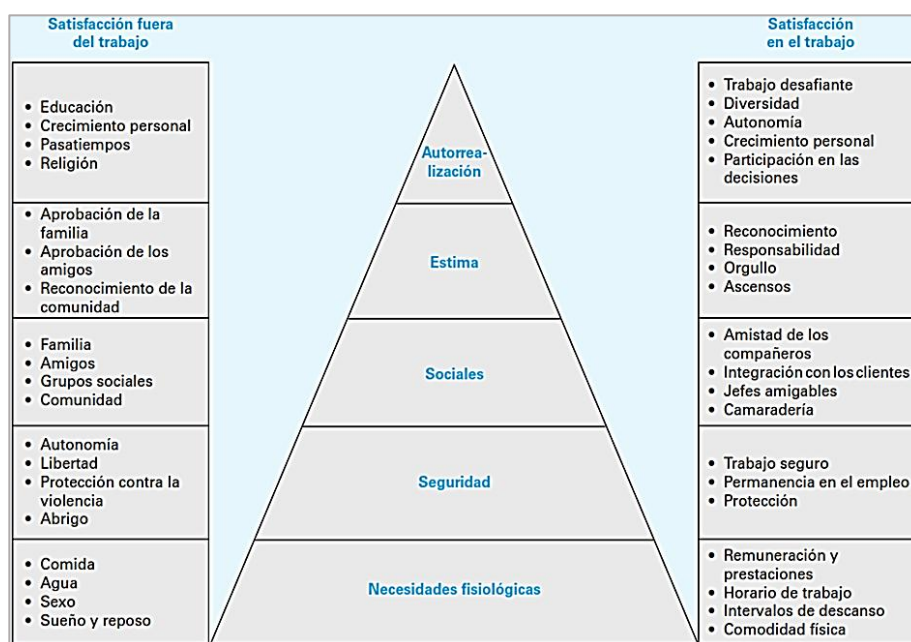 Satisfacción fuera
del trabajo
Satisfacción
en el trabajo
• Educación
• Crecimiento personal
• Pasatiempos
• Religión
Autorrea-
lización
• Trabajo desafiante
• Diversidad
• Autonomía
• Crecimiento personal
• Participación en las
decisiones
• Aprobación de la
familia
• Aprobación de los
amigos
• Reconocimiento de la
comunidad
Estima
• Reconocimiento
• Responsabilidad
• Orgullo
• Ascensos
• Familia
• Amigos
• Grupos sociales
• Comunidad
Sociales
• Amistad de los
compañeros
• Integración con los clientes
• Jefes amigables
• Camaradería
• Autonomía
• Libertad
• Protección contra la
violencia
• Abrigo
Seguridad
• Trabajo seguro
• Permanencia en el empleo
• Protección
• Comida
• Agua
• Sexo
• Sueño y reposo
Necesidades fisiológicas
• Remuneración y
prestaciones
• Horario de trabajo
• Intervalos de descanso
• Comodidad física